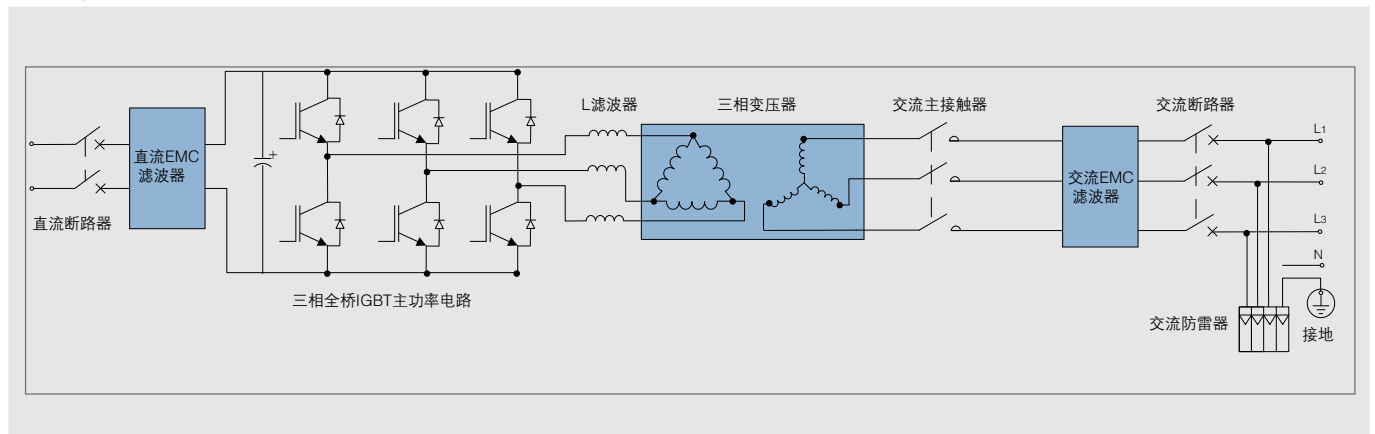 直流断路器
直流EMC
滤波器
+
三相全桥IGBT主功率电路
L滤波器
三相变压器
交流主接触器
交流EMC
滤波器
交流断路器
L1
L2
L3
N
交流防雷器
接地